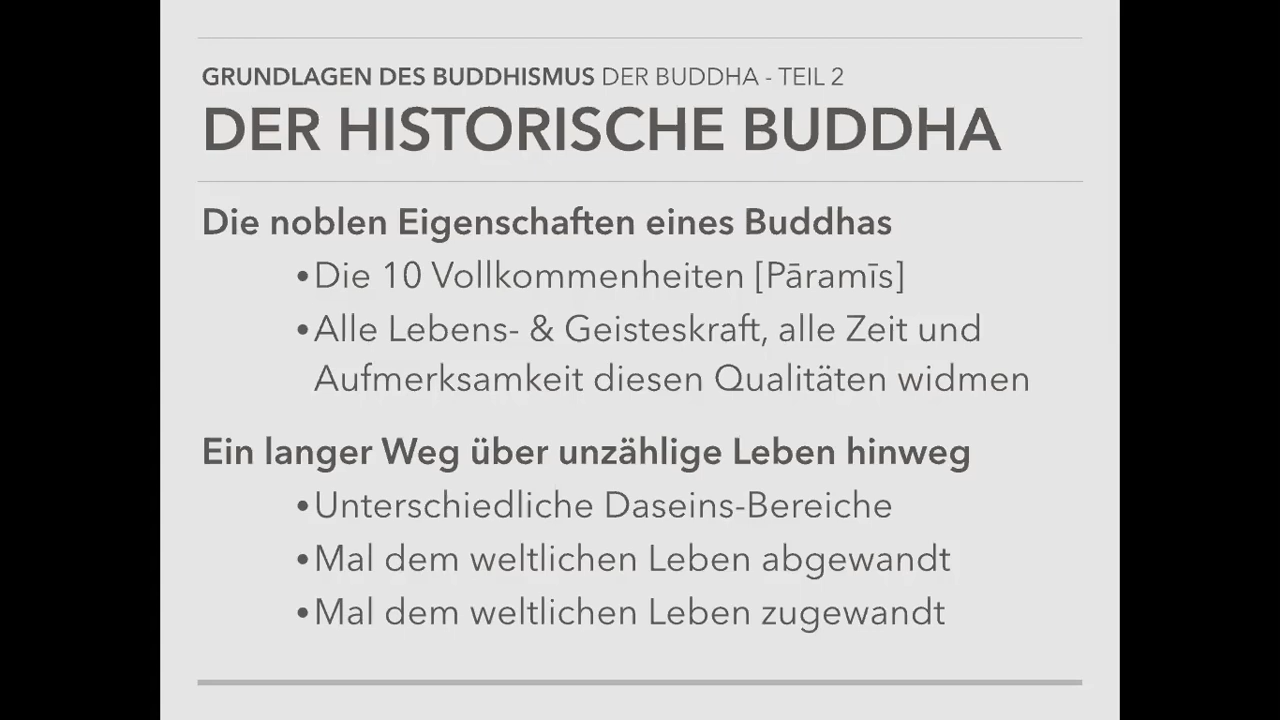 GRUNDLAGEN DES BUDDHISMUS DER BUDDHA - TEIL 2
DER HISTORISCHE BUDDHA
Die noblen Eigenschaften eines Buddhas
•Die 10 Vollkommenheiten [Pāramīs]
•Alle Lebens- & Geisteskraft, alle Zeit und
Aufmerksamkeit diesen Qualitäten widmen
Ein langer Weg über unzählige Leben hinweg
•Unterschiedliche Daseins-Bereiche
•Mal dem weltlichen Leben abgewandt
•Mal dem weltlichen Leben zugewandt